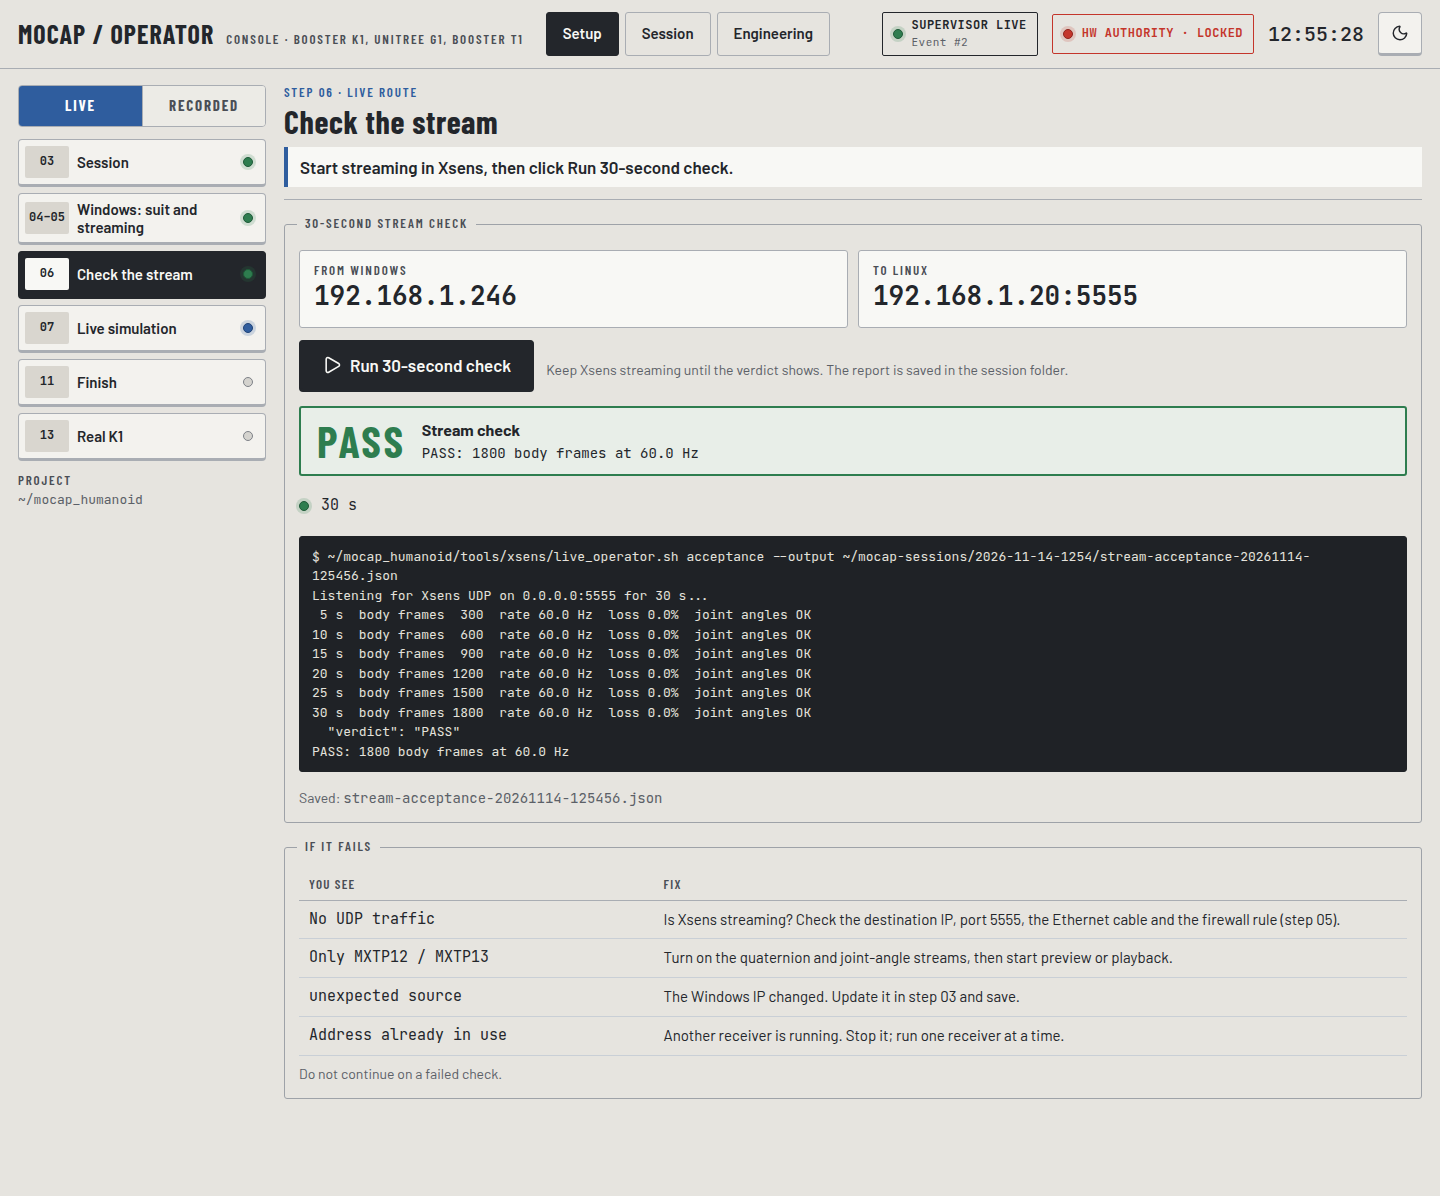 MOCAP / OPERATOR
CONSOLE · BOOSTER K1, UNITREE G1, BOOSTER T1
Setup
Session
Engineering
SUPERVISOR LIVE
Event #2
HW AUTHORITY · LOCKED
12:55:28
LIVE
RECORDED
03 Session
04–05 Windows: suit and
streaming
06 Check the stream
07 Live simulation
11 Finish
13 Real K1
PROJECT
~/mocap_humanoid
STEP 06 · LIVE ROUTE
Check the stream
Start streaming in Xsens, then click Run 30-second check.
30-SECOND STREAM CHECK
FROM WINDOWS
192.168.1.246
TO LINUX
192.168.1.20:5555
Run 30-second check
Keep Xsens streaming until the verdict shows. The report is saved in the session folder.
PASS
Stream check
PASS: 1800 body frames at 60.0 Hz
30 s
$ ~/mocap_humanoid/tools/xsens/live_operator.sh acceptance --output ~/mocap-sessions/2026-11-14-1254/stream-acceptance-20261114-
125456.json
Listening for Xsens UDP on 0.0.0.0:5555 for 30 s...
5 s body frames 300 rate 60.0 Hz loss 0.0% joint angles OK
10 s body frames 600 rate 60.0 Hz loss 0.0% joint angles OK
15 s body frames 900 rate 60.0 Hz loss 0.0% joint angles OK
20 s body frames 1200 rate 60.0 Hz loss 0.0% joint angles OK
25 s body frames 1500 rate 60.0 Hz loss 0.0% joint angles OK
30 s body frames 1800 rate 60.0 Hz loss 0.0% joint angles OK
"verdict": "PASS"
PASS: 1800 body frames at 60.0 Hz
Saved: stream-acceptance-20261114-125456.json
IF IT FAILS
YOU SEE FIX
No UDP traffic Is Xsens streaming? Check the destination IP, port 5555, the Ethernet cable and the firewall rule (step 05).
Only MXTP12 / MXTP13 Turn on the quaternion and joint-angle streams, then start preview or playback.
unexpected source The Windows IP changed. Update it in step 03 and save.
Address already in use Another receiver is running. Stop it; run one receiver at a time.
Do not continue on a failed check.